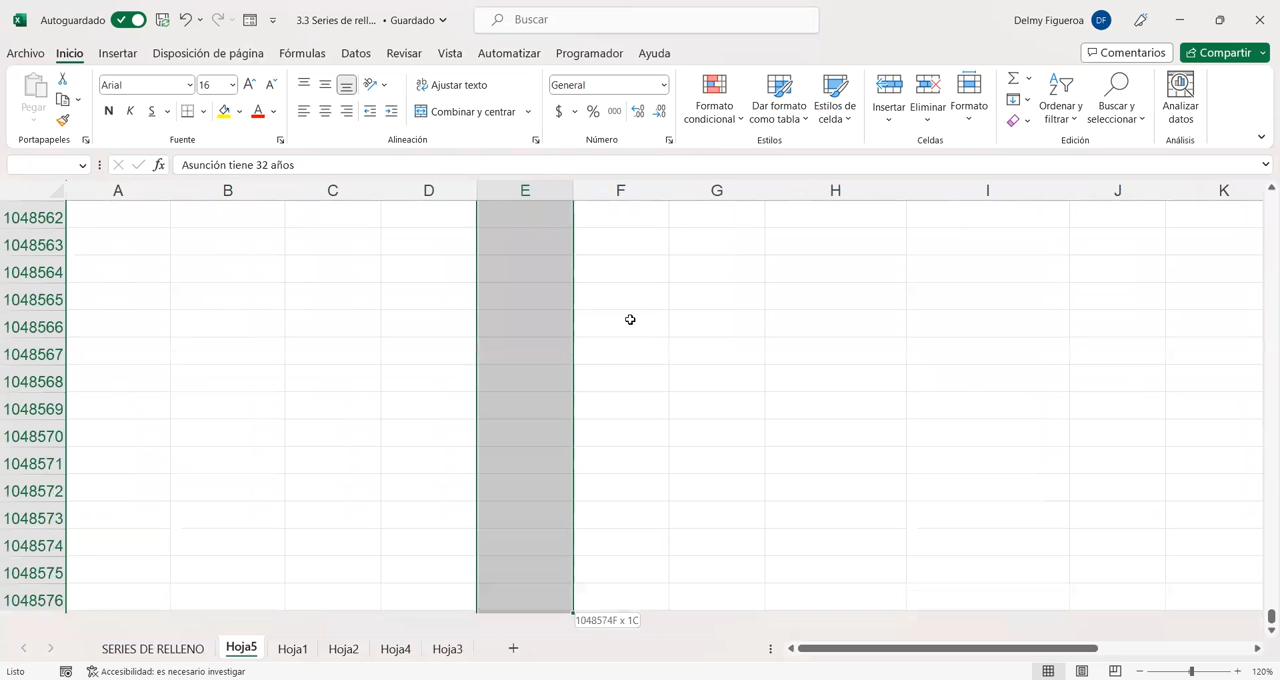 Autoguardado
3.3 Series de rell... • Guardado
Buscar
Delmy Figueroa
DF
Archivo Inicio Insertar Disposición de página Fórmulas Datos Revisar Vista Automatizar Programador Ayuda
Comentarios
Compartir
Pegar
Portapapeles
Arial 16
N K S
Fuente
Ajustar texto
Combinar y centrar
Alineación
General
$ % 000
Número
Formato condicional
Dar formato como tabla
Estilos de celda
Estilos
Insertar
Eliminar
Formato
Celdas
Ordenar y filtrar
Buscar y seleccionar
Edición
Analizar datos
Análisis
fx Asunción tiene 32 años
A B C D E F G H I J K
1048562
1048563
1048564
1048565
1048566
1048567
1048568
1048569
1048570
1048571
1048572
1048573
1048574
1048575
1048576
1048574F x 1C
SERIES DE RELLENO Hoja5 Hoja1 Hoja2 Hoja4 Hoja3
Listo
Accesibilidad: es necesario investigar
120%